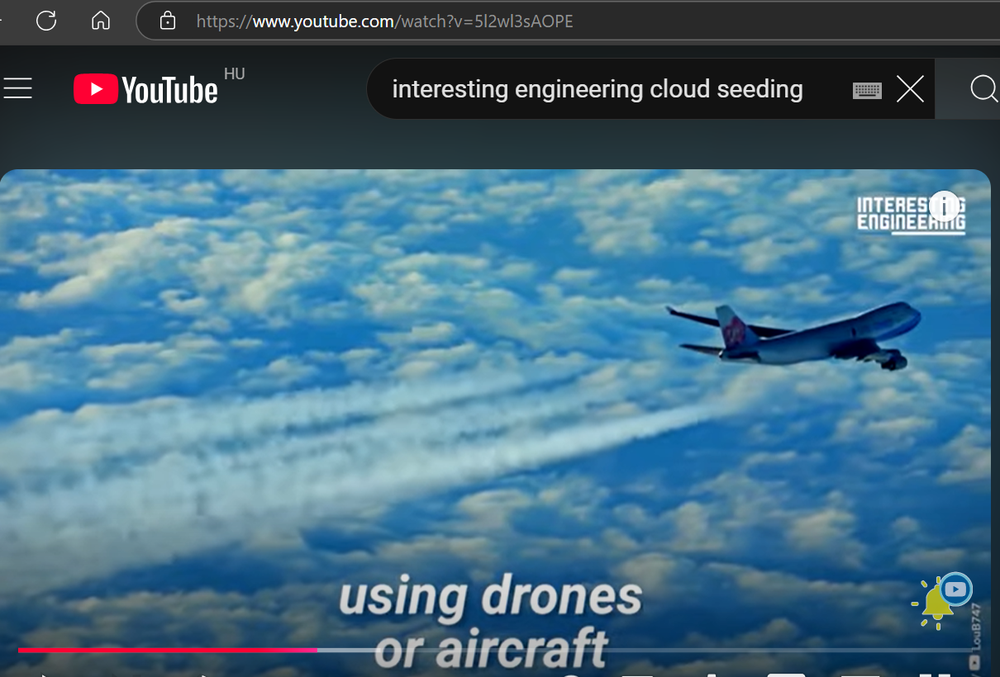 https://www.youtube.com/watch?v=5l2wl3sAOPE
YouTube HU
interesting engineering cloud seeding
INTERESTING
ENGINEERING
using drones
or aircraft
LouB747